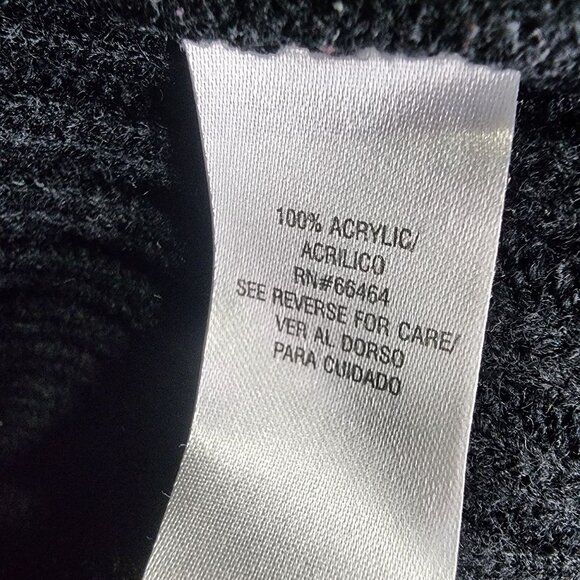 100% ACRYLIC/
ACRILICO
RN#66464
SEE REVERSE FOR CARE/
VER AL DORSO
PARA CUIDADO